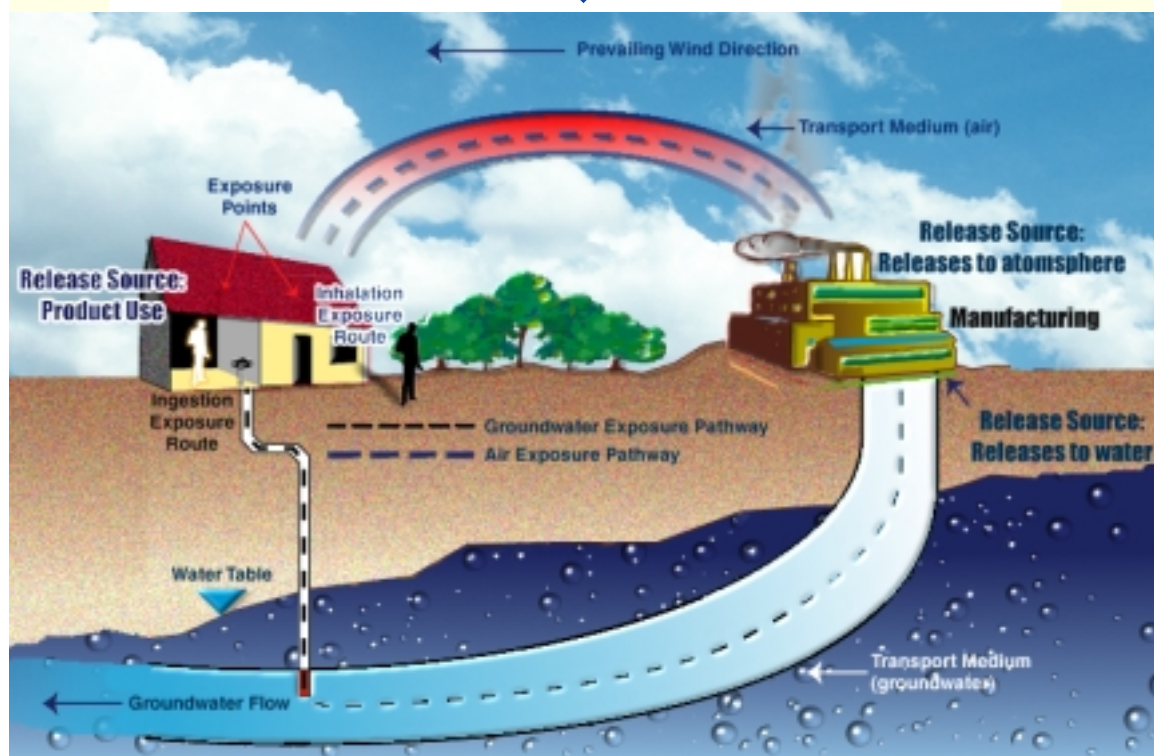 Prevailing Wind Direction
Transport Medium (air)
Exposure
Points
Release Source:
Releases to atomsphere
Release Source:
Product Use
Inhalation
Exposure
Route
Manufacturing
Ingestion
Exposure
Route
Groundwater Exposure Pathway
Air Exposure Pathway
Release Source:
Releases to water
Water Table
Transport Medium
(groundwater)
Groundwater Flow